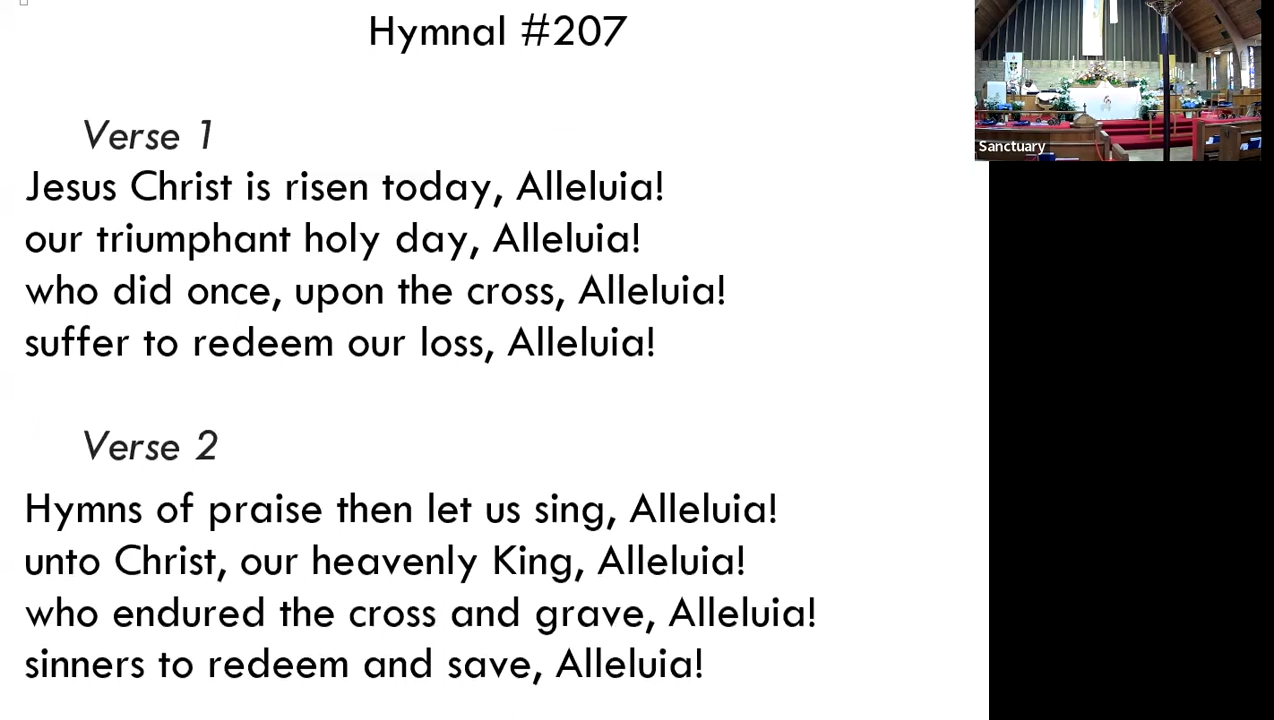 Hymnal #207
Verse 1
Jesus Christ is risen today, Alleluia!
our triumphant holy day, Alleluia!
who did once, upon the cross, Alleluia!
suffer to redeem our loss, Alleluia!
Verse 2
Hymns of praise then let us sing, Alleluia!
unto Christ, our heavenly King, Alleluia!
who endured the cross and grave, Alleluia!
sinners to redeem and save, Alleluia!
Sanctuary